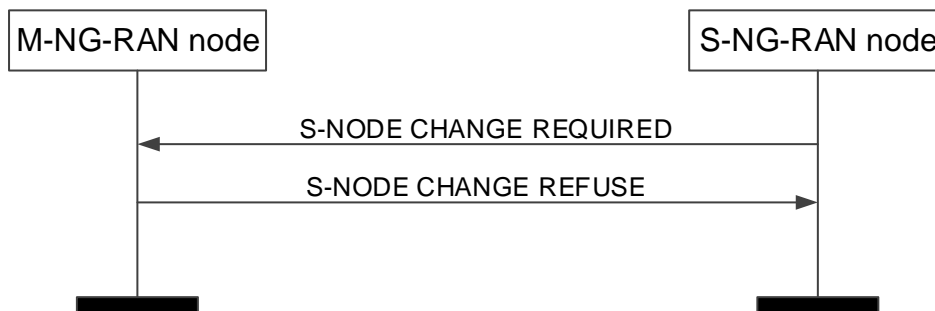 M-NG-RAN node
S-NG-RAN node
S-NODE CHANGE REQUIRED
S-NODE CHANGE REFUSE